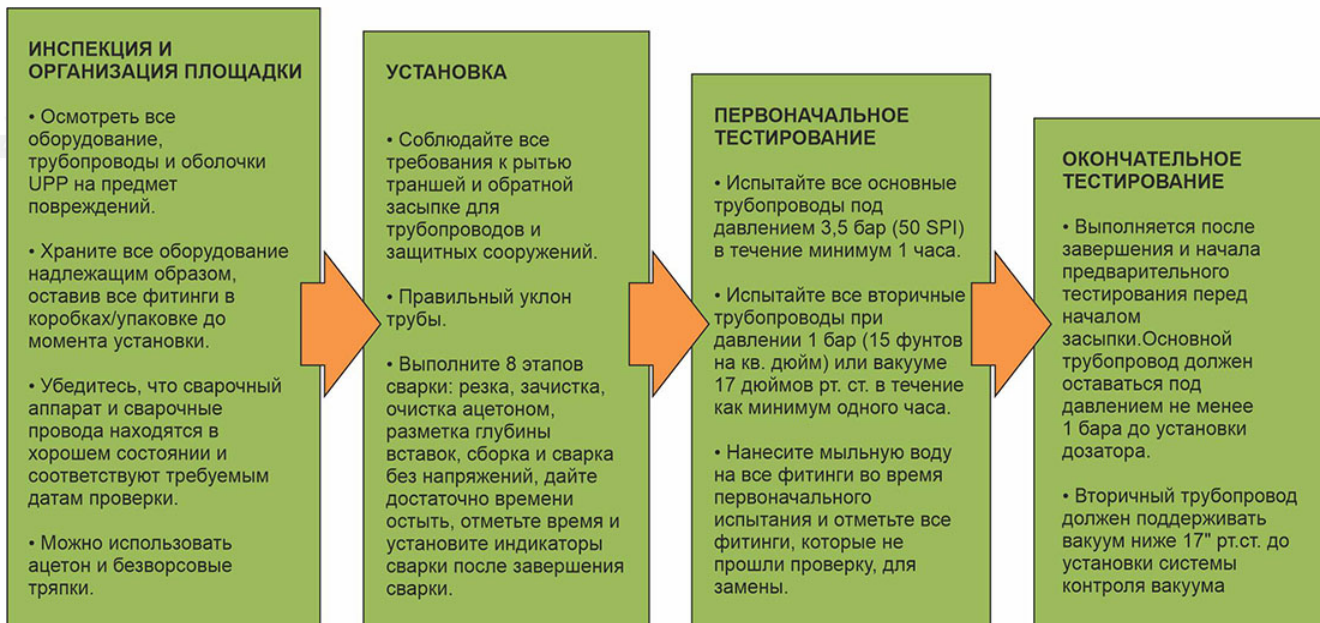 ИНСПЕКЦИЯ И
ОРГАНИЗАЦИЯ ПЛОЩАДКИ
• Осмотреть все
оборудование,
трубопроводы и оболочки
UPP на предмет
повреждений.
• Храните все оборудование
надлежащим образом,
оставив все фитинги в
коробках/упаковке до
момента установки.
• Убедитесь, что сварочный
аппарат и сварочные
провода находятся в
хорошем состоянии и
соответствуют требуемым
датам проверки.
• Можно использовать
ацетон и безворсовые
тряпки.
УСТАНОВКА
• Соблюдайте все
требования к рытью
траншей и обратной
засыпке для
трубопроводов и
защитных сооружений.
• Правильный уклон
трубы.
• Выполните 8 этапов
сварки: резка, зачистка,
очистка ацетоном,
разметка глубины
вставок, сборка и сварка
без напряжений, дайте
достаточно времени
остыть, отметьте время и
установите индикаторы
сварки после завершения
сварки.
ПЕРВОНАЧАЛЬНОЕ
ТЕСТИРОВАНИЕ
• Испытайте все основные
трубопроводы под
давлением 3,5 бар (50 SPI)
в течение минимум 1 часа.
• Испытайте все вторичные
трубопроводы при
давлении 1 бар (15 фунтов
на кв. дюйм) или вакууме
17 дюймов рт. ст. в течение
как минимум одного часа.
• Нанесите мыльную воду
на все фитинги во время
первоначального
испытания и отметьте все
фитинги, которые не
прошли проверку, для
замены.
ОКОНЧАТЕЛЬНОЕ
ТЕСТИРОВАНИЕ
• Выполняется после
завершения и начала
предварительного
тестирования перед
началом
засыпки.Основной
трубопровод должен
оставаться под
давлением не менее
1 бара до установки
дозатора.
• Вторичный трубопровод
должен поддерживать
вакуум ниже 17" рт.ст. до
установки системы
контроля вакуума